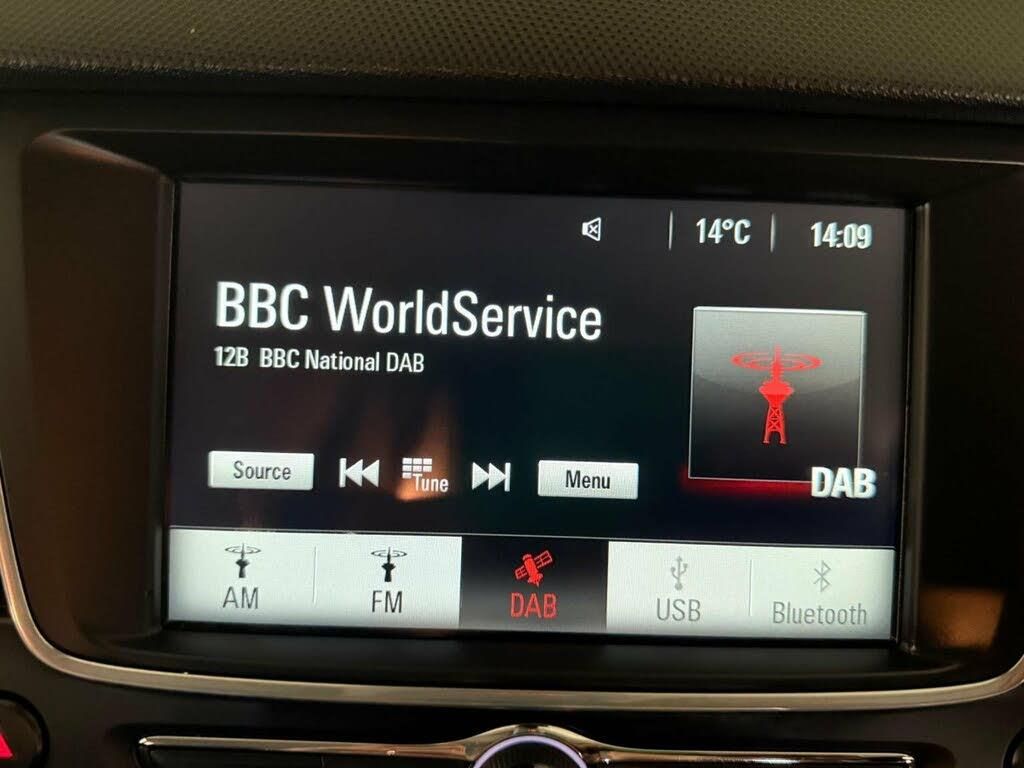 14°C
14:09
BBC WorldService
12B BBC National DAB
DAB
Source
Tune
Menu
AM
FM
DAB
USB
Bluetooth